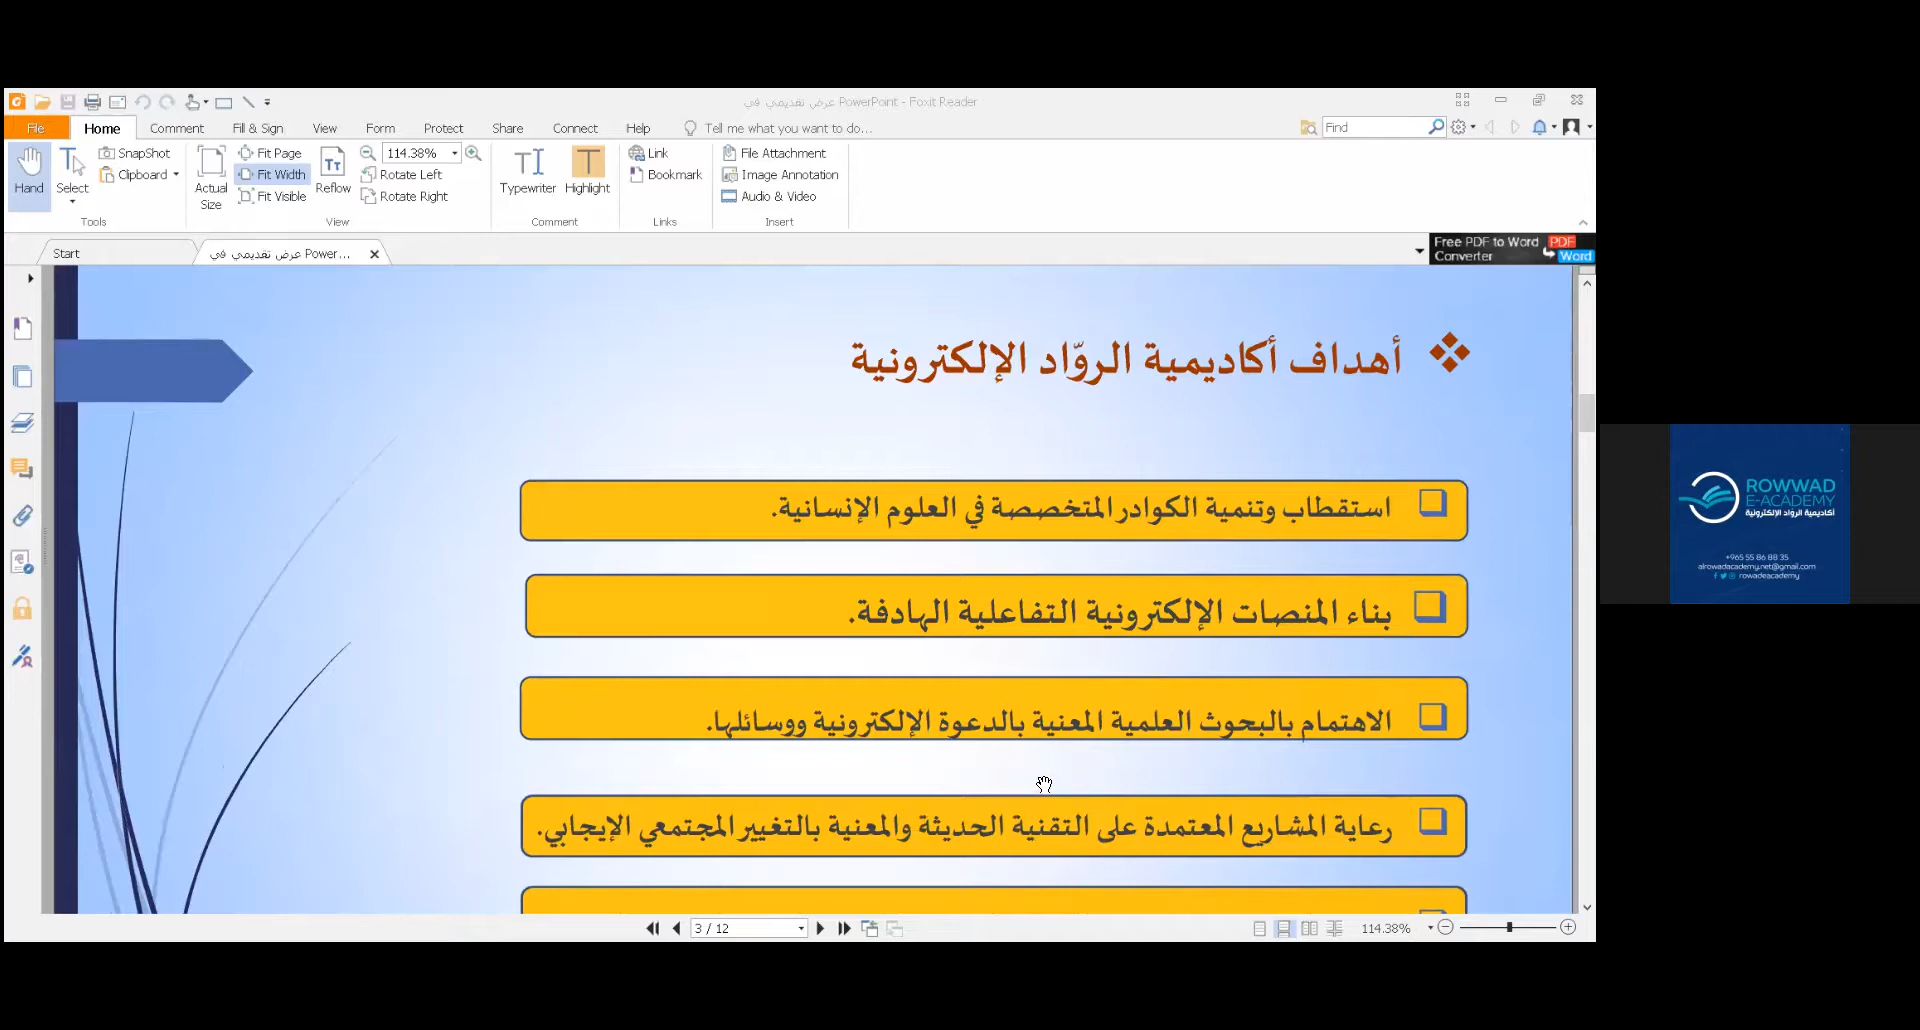 عرض تقديمي في PowerPoint - Foxit Reader
File
Home
Comment
Fill & Sign
View
Form
Protect
Share
Connect
Help
Tell me what you want to do...
Find
Hand
Select
SnapShot
Clipboard
Tools
Actual Size
Fit Page
Fit Width
Fit Visible
Reflow
114.38%
Rotate Left
Rotate Right
View
Typewriter
Highlight
Comment
Link
Bookmark
Links
File Attachment
Image Annotation
Audio & Video
Insert
Start
عرض تقديمي في Power...
Free PDF to Word
Converter
PDF
Word
أهداف أكاديمية الروّاد الإلكترونية
استقطاب وتنمية الكوادر المتخصصة في العلوم الإنسانية.
بناء المنصات الإلكترونية التفاعلية الهادفة.
الاهتمام بالبحوث العلمية المعنية بالدعوة الإلكترونية ووسائلها.
رعاية المشاريع المعتمدة على التقنية الحديثة والمعنية بالتغيير المجتمعي الإيجابي.
3 / 12
114.38%
ROWWAD
E-ACADEMY
أكاديمية الرواد الإلكترونية
+965 55 86 88 35
alrowadacademy.net@gmail.com
rowadeacademy